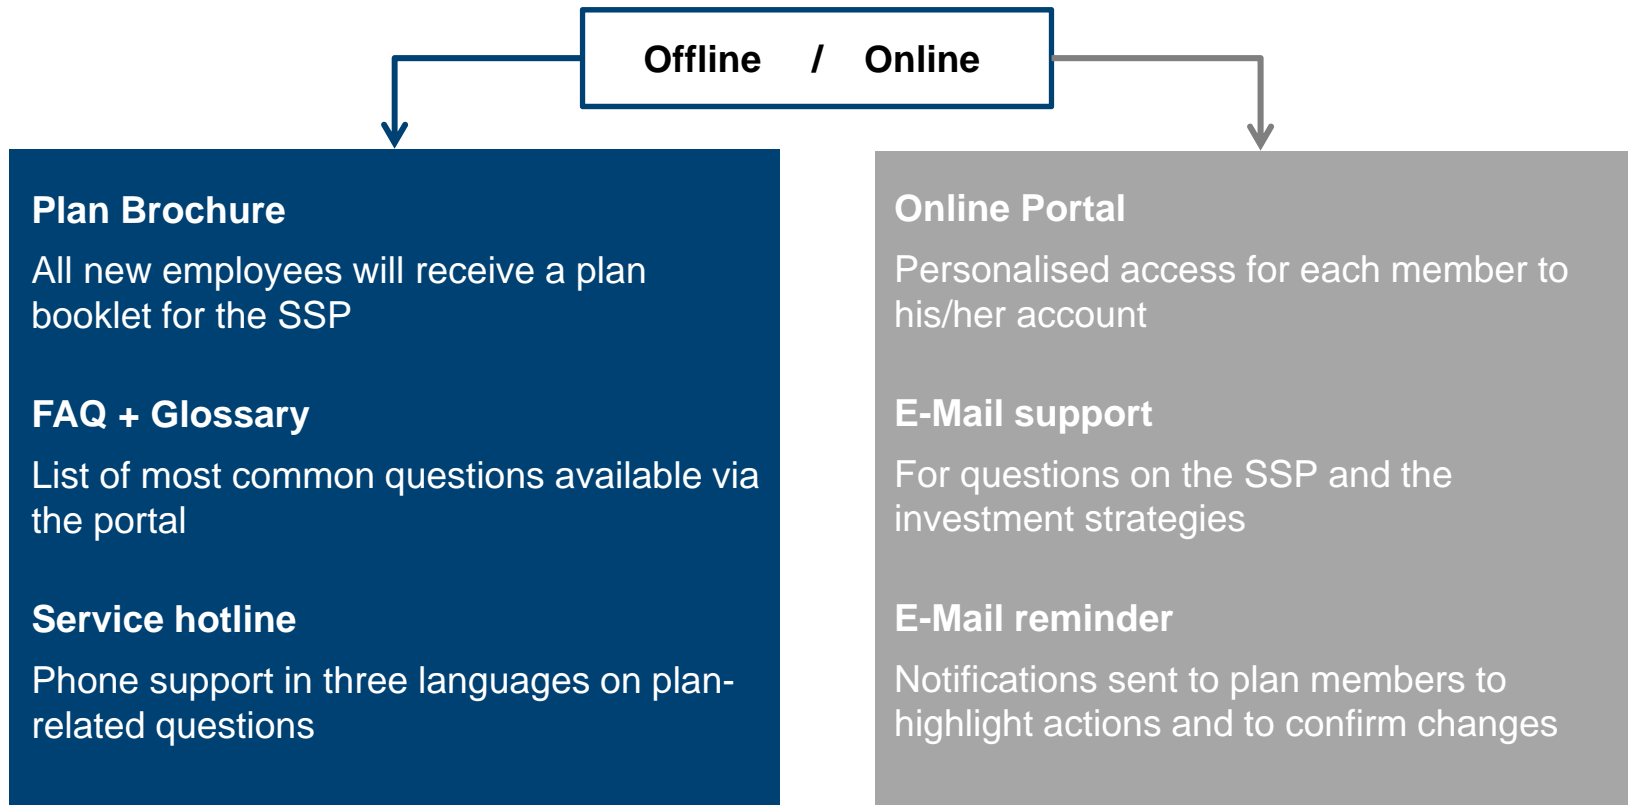 Offline / Online
Plan Brochure
All new employees will receive a plan
booklet for the SSP
FAQ + Glossary
List of most common questions available via
the portal
Service hotline
Phone support in three languages on plan-
related questions
Online Portal
Personalised access for each member to
his/her account
E-Mail support
For questions on the SSP and the
investment strategies
E-Mail reminder
Notifications sent to plan members to
highlight actions and to confirm changes